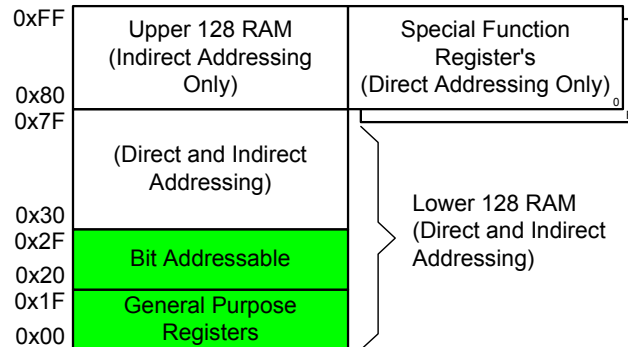 0xFF
Upper 128 RAM
(Indirect Addressing
Only)
Special Function
Register's
(Direct Addressing Only)
0
0x80
0x7F
(Direct and Indirect
Addressing)
0x30
Lower 128 RAM
(Direct and Indirect
Addressing)
0x2F
Bit Addressable
0x20
0x1F
General Purpose
Registers
0x00